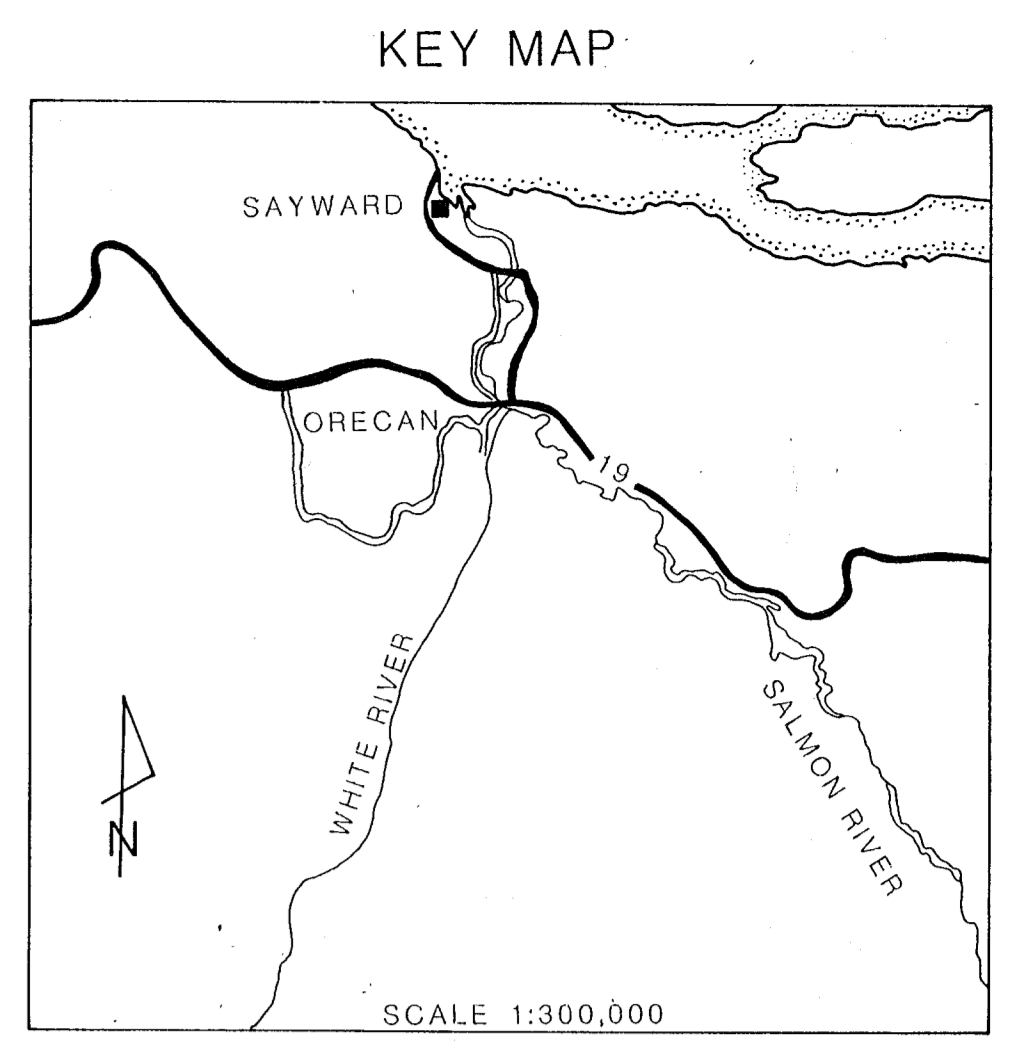 KEY MAP
SAYWARD
ORECAN
19
WHITE RIVER
SALMON RIVER
N
SCALE 1:300,000